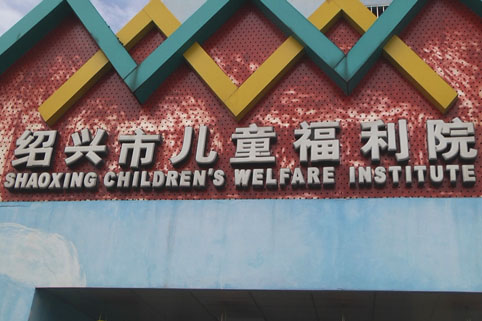 绍兴市儿童福利院
SHAOXING CHILDREN'S WELFARE INSTITUTE